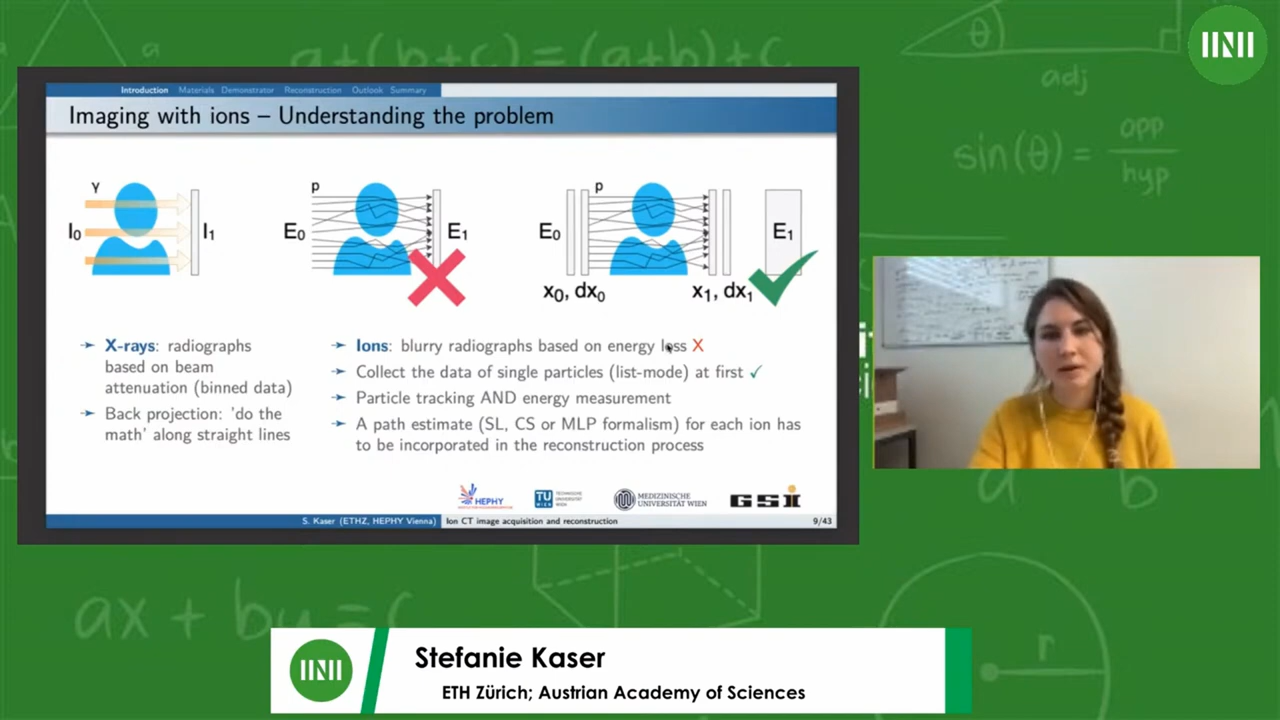 a+(b+c)=(a+b)+c
a
θ
adj
sin(θ) = opp
hyp
Introduction Materials Demonstrator Reconstruction Outlook Summary
Imaging with ions – Understanding the problem
γ
I0
I1
p
E0
E1
p
E0
E1
x0, dx0
x1, dx1
X-rays: radiographs
based on beam
attenuation (binned data)
Back projection: 'do the
math' along straight lines
Ions: blurry radiographs based on energy loss X
Collect the data of single particles (list-mode) at first ✓
Particle tracking AND energy measurement
A path estimate (SL, CS or MLP formalism) for each ion has
to be incorporated in the reconstruction process
HEPHY
TU
WIEN
TECHNISCHE
UNIVERSITÄT
WIEN
MEDIZINISCHE
UNIVERSITÄT WIEN
GSI
S. Kaser (ETHZ, HEPHY Vienna)
Ion CT image acquisition and reconstruction
9/43
a b
ax + by = c
r
Stefanie Kaser
ETH Zürich; Austrian Academy of Sciences